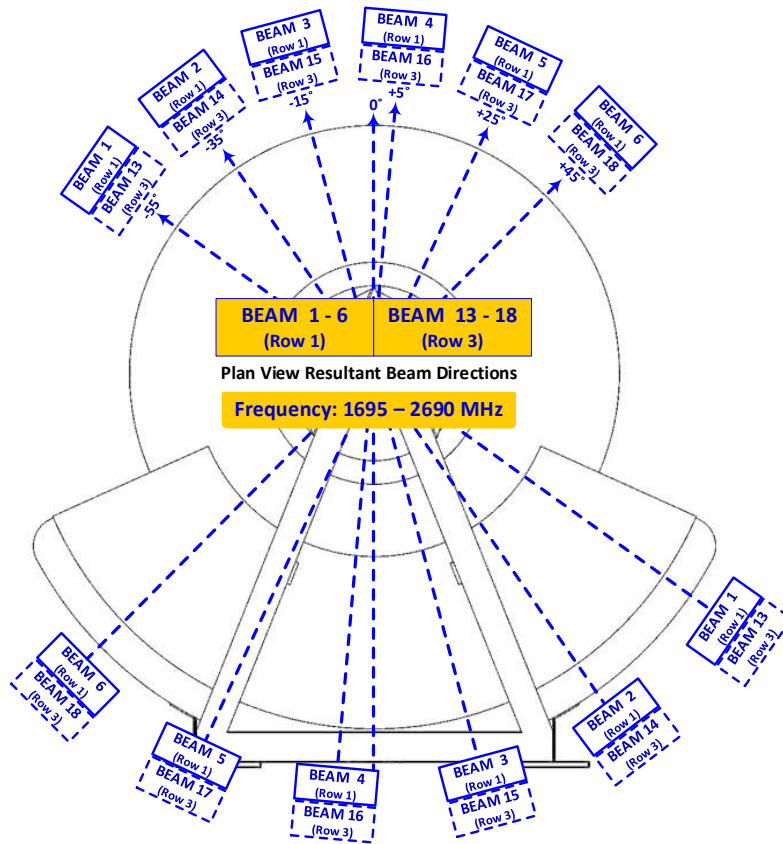 BEAM 1
(Row 1)
BEAM 13
(Row 3)
-55°
BEAM 2
(Row 1)
BEAM 14
(Row 3)
-35°
BEAM 3
(Row 1)
BEAM 15
(Row 3)
-15°
0°
BEAM 4
(Row 1)
BEAM 16
(Row 3)
+5°
BEAM 5
(Row 1)
BEAM 17
(Row 3)
+25°
BEAM 6
(Row 1)
BEAM 18
(Row 3)
+45°
BEAM 1 - 6
(Row 1)
BEAM 13 - 18
(Row 3)
Plan View Resultant Beam Directions
Frequency: 1695 – 2690 MHz
BEAM 6
(Row 1)
BEAM 18
(Row 3)
BEAM 5
(Row 1)
BEAM 17
(Row 3)
BEAM 4
(Row 1)
BEAM 16
(Row 3)
BEAM 3
(Row 1)
BEAM 15
(Row 3)
BEAM 2
(Row 1)
BEAM 14
(Row 3)
BEAM 1
(Row 1)
BEAM 13
(Row 3)